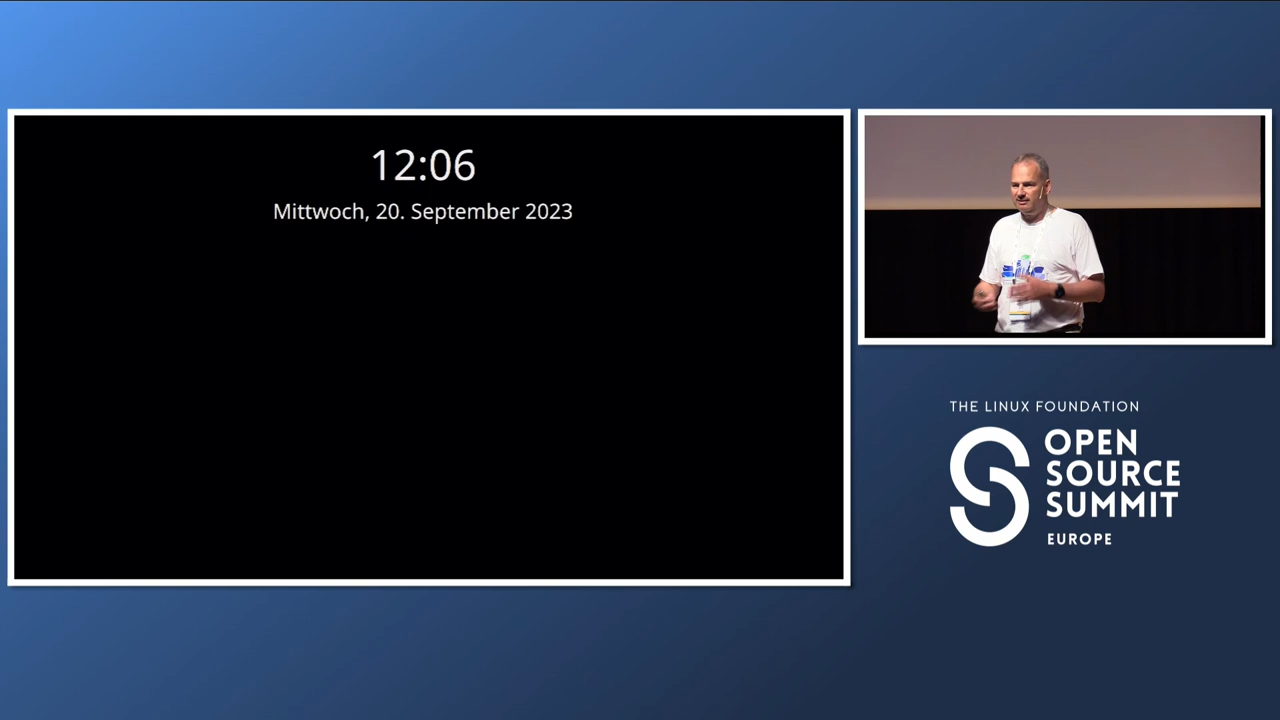 12:06
Mittwoch, 20. September 2023
THE LINUX FOUNDATION
OPEN
SOURCE
SUMMIT
EUROPE